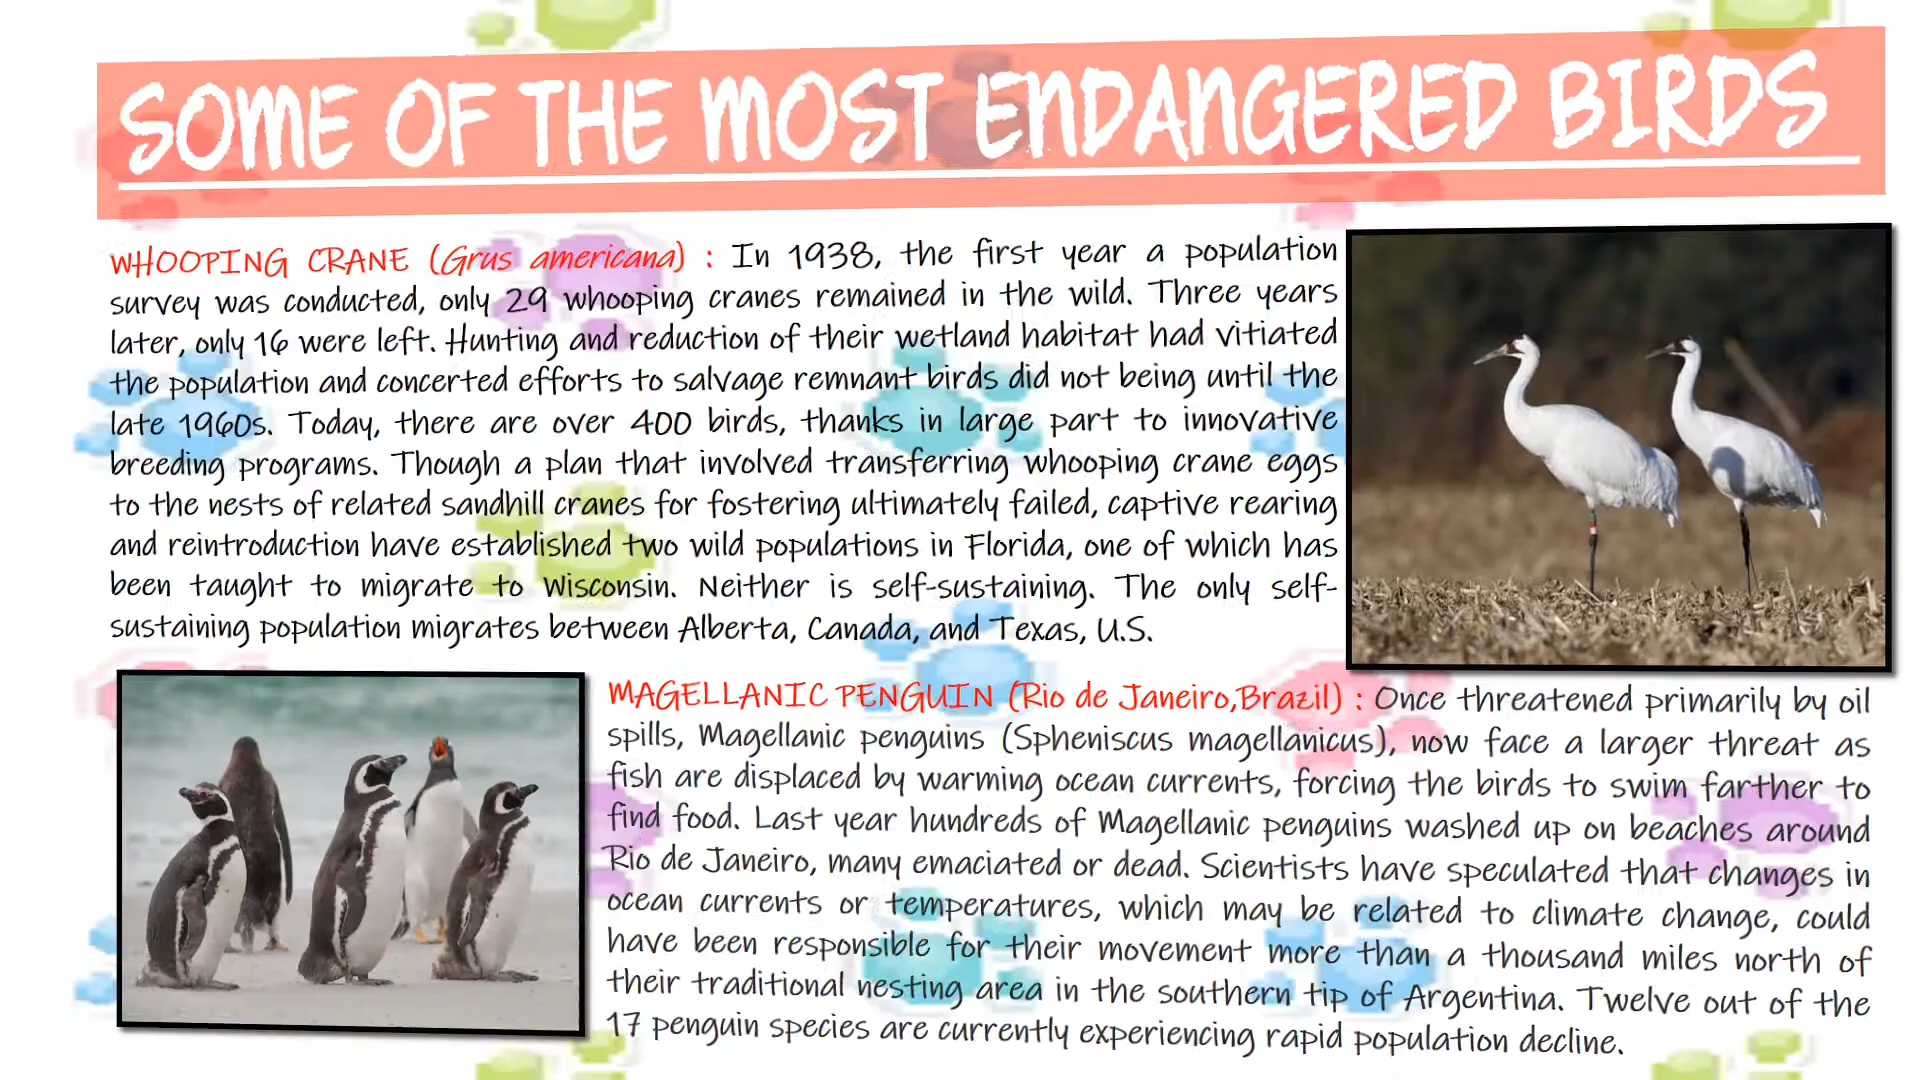 SOME OF THE MOST ENDANGERED BIRDS
WHOOPING CRANE (Grus americana) : In 1938, the first year a population
survey was conducted, only 29 whooping cranes remained in the wild. Three years
later, only 16 were left. Hunting and reduction of their wetland habitat had vitiated
the population and concerted efforts to salvage remnant birds did not being until the
late 1960s. Today, there are over 400 birds, thanks in large part to innovative
breeding programs. Though a plan that involved transferring whooping crane eggs
to the nests of related sandhill cranes for fostering ultimately failed, captive rearing
and reintroduction have established two wild populations in Florida, one of which has
been taught to migrate to Wisconsin. Neither is self-sustaining. The only self-
sustaining population migrates between Alberta, Canada, and Texas, U.S.
MAGELLANIC PENGUIN (Rio de Janeiro,Brazil) : Once threatened primarily by oil
spills, Magellanic penguins (Spheniscus magellanicus), now face a larger threat as
fish are displaced by warming ocean currents, forcing the birds to swim farther to
find food. Last year hundreds of Magellanic penguins washed up on beaches around
Rio de Janeiro, many emaciated or dead. Scientists have speculated that changes in
ocean currents or temperatures, which may be related to climate change, could
have been responsible for their movement more than a thousand miles north of
their traditional nesting area in the southern tip of Argentina. Twelve out of the
17 penguin species are currently experiencing rapid population decline.